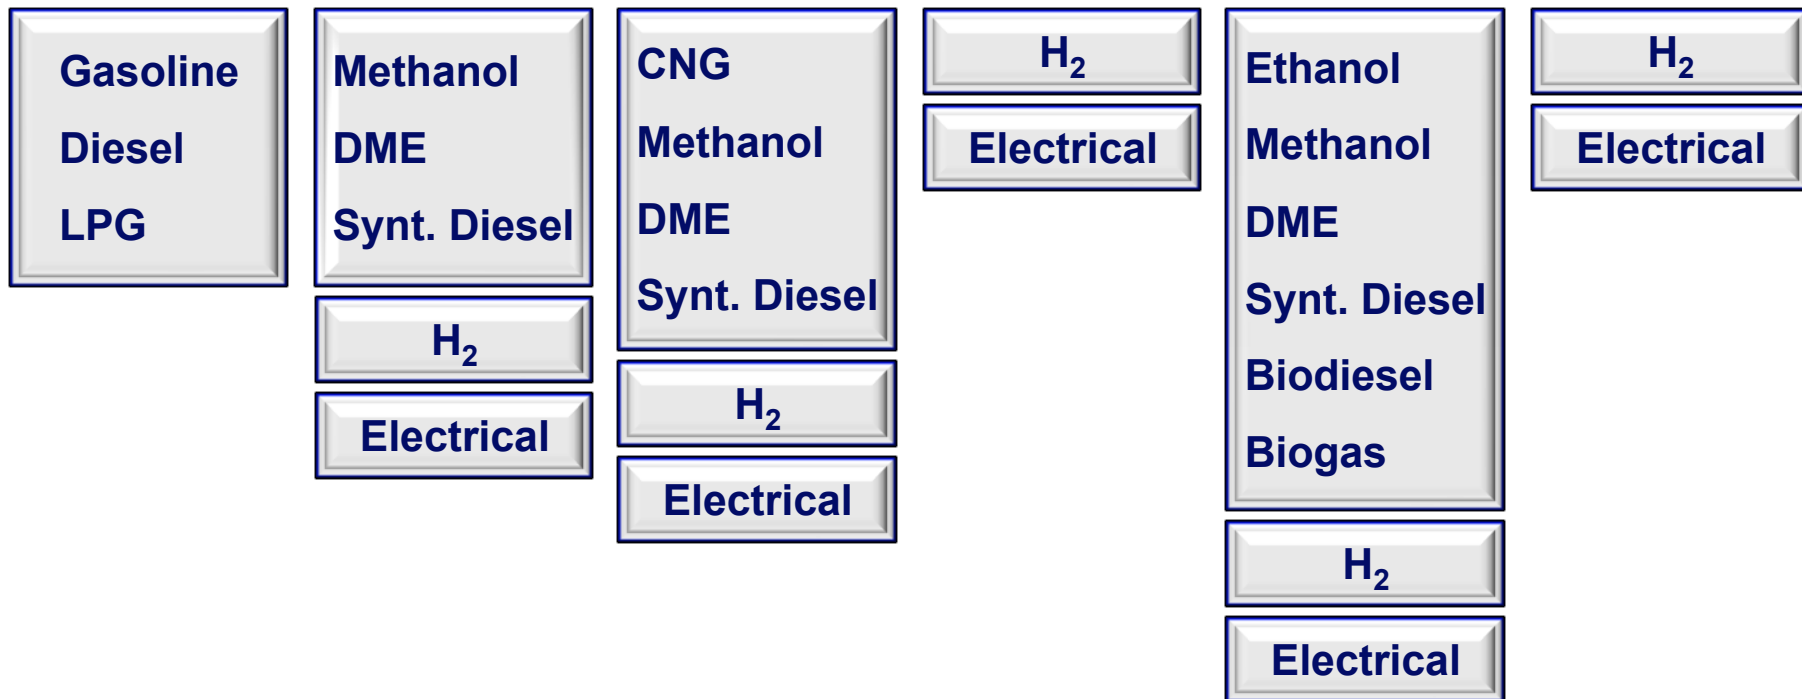 Gasoline
Diesel
LPG
Methanol
DME
Synt. Diesel
H₂
Electrical
CNG
Methanol
DME
Synt. Diesel
H₂
Electrical
H₂
Electrical
Ethanol
Methanol
DME
Synt. Diesel
Biodiesel
Biogas
H₂
Electrical
H₂
Electrical